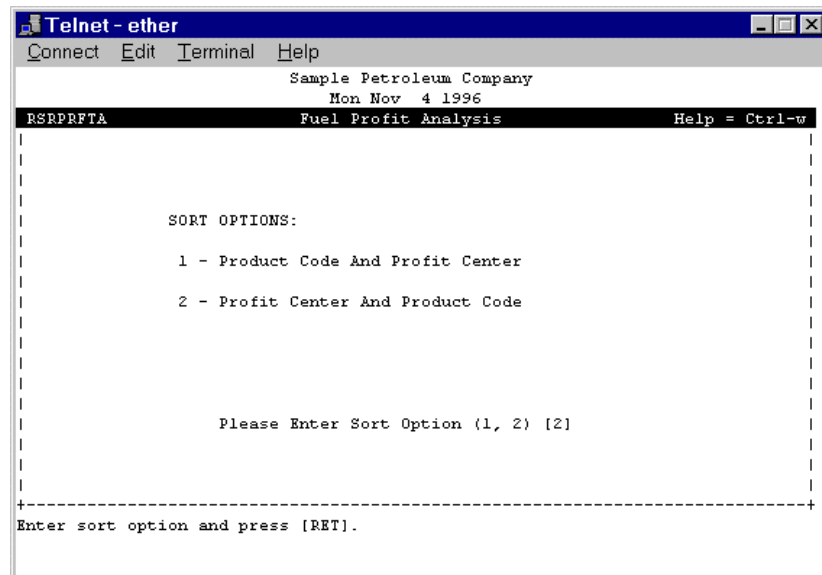 Telnet - ether
Connect Edit Terminal Help
Sample Petroleum Company
Mon Nov 4 1996
RSRPRFTA Fuel Profit Analysis Help = Ctrl-w
SORT OPTIONS:
1 - Product Code And Profit Center
2 - Profit Center And Product Code
Please Enter Sort Option (1, 2) [2]
Enter sort option and press [RET].